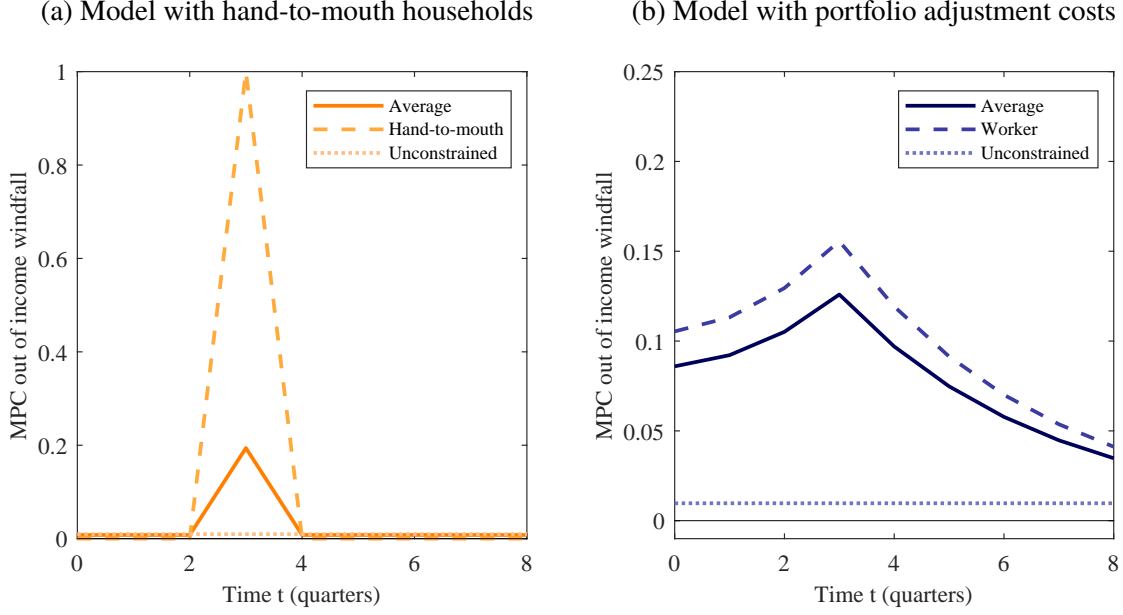 (a) Model with hand-to-mouth households
MPC out of income windfall
1
0.8
0.6
0.4
0.2
0
0
2
4
6
8
Time t (quarters)
Average
Hand-to-mouth
Unconstrained
(b) Model with portfolio adjustment costs
MPC out of income windfall
0.25
0.2
0.15
0.1
0.05
0
0
2
4
6
8
Time t (quarters)
Average
Worker
Unconstrained